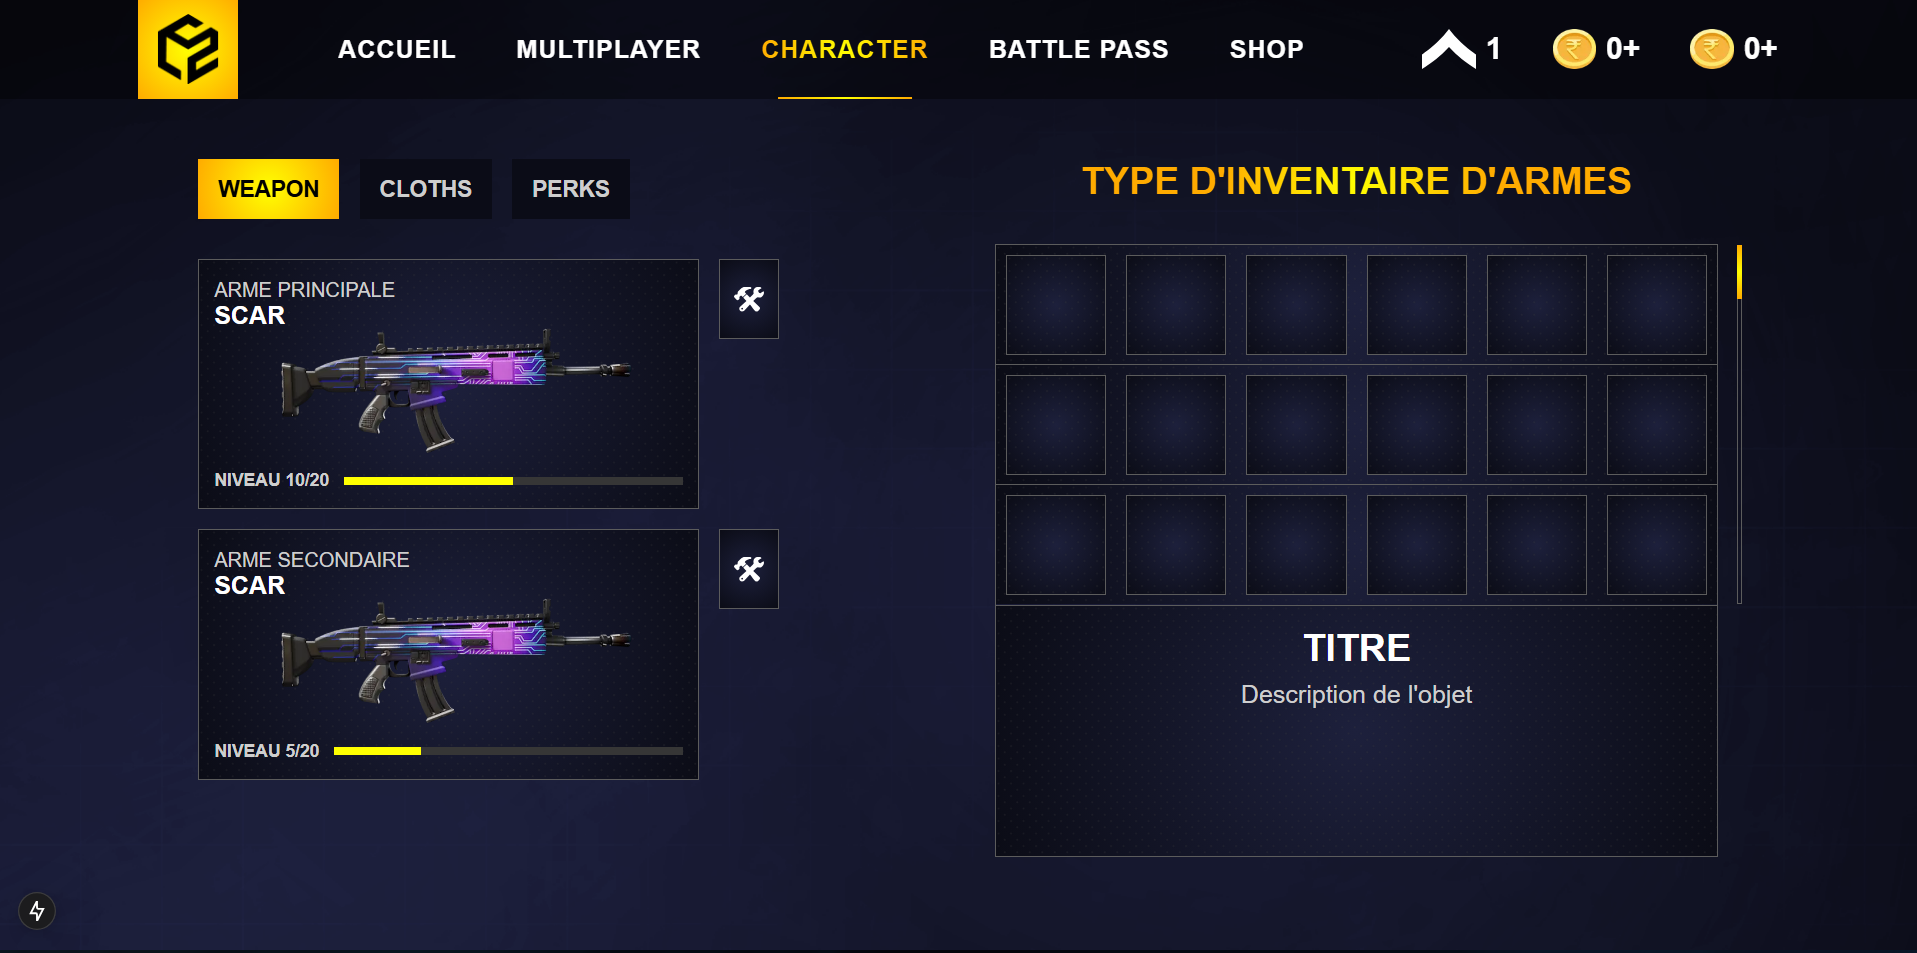 ACCUEIL MULTIPLAYER CHARACTER BATTLE PASS SHOP 1 0+ 0+
WEAPON CLOTHS PERKS
ARME PRINCIPALE
SCAR
NIVEAU 10/20
ARME SECONDAIRE
SCAR
NIVEAU 5/20
TYPE D'INVENTAIRE D'ARMES
TITRE
Description de l'objet